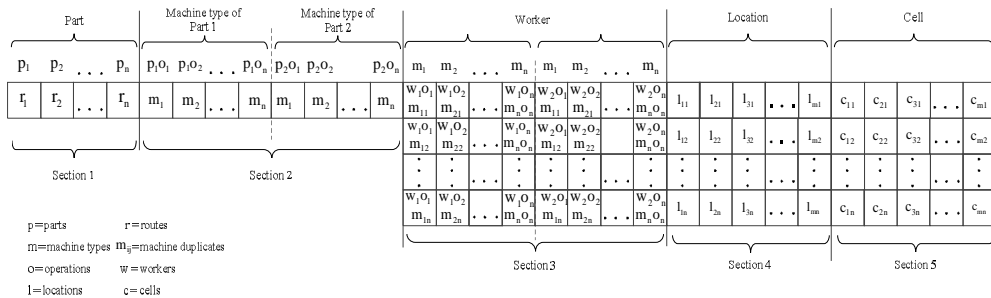 Part
Machine type of Part 1
Machine type of Part 2
Worker
Location
Cell
p1 p2 ... pn p1o1 p1o2 ... p1on p2o1 p2o2 p2on m1 m2 ... mn m1 m2 ... mn
r1 r2 ... rn m1 m2 ... mn m1 m2 ... mn w1o1 w1o2 w1on w2o1 w2o2 w2on l11 l21 l31 ... lm1 c11 c21 c31 ... cm1
m11 m21 ... mnon m11 m21 ... mnon
w1o1 w1o2 w1on w2o1 w2o2 w2on l12 l22 l32 ... lm2 c12 c22 c32 ... cm2
m12 m22 ... mnon m12 m22 ... mnon
w1o1 w1o2 w1on w2o1 w2o2 w2on l1n l2n l3n ... lmn c1n c2n c3n ... cmn
m1n m2n ... mnon m1n m2n ... mnon
Section 1
Section 2
Section 3
Section 4
Section 5
p=parts r=routes
m=machine types mij=machine duplicates
o=operations w=workers
l=locations c=cells